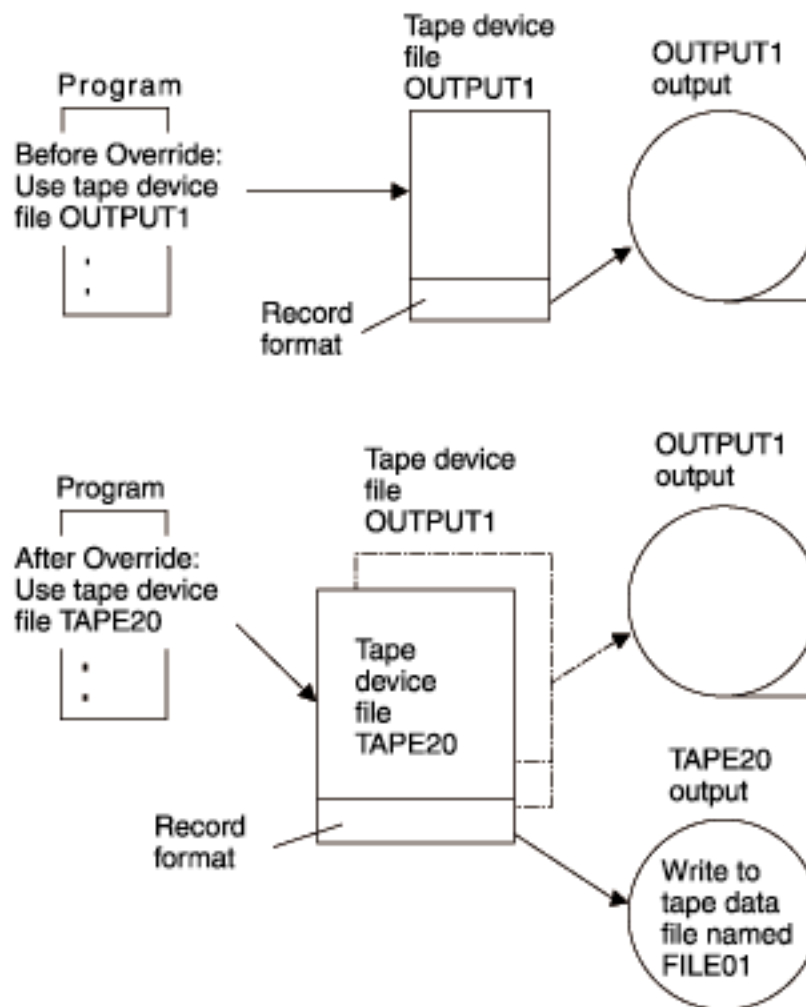 Tape device
file
OUTPUT1
OUTPUT1
output
Program
Before Override:
Use tape device
file OUTPUT1
:
Record
format
Tape device
file
OUTPUT1
OUTPUT1
output
Program
After Override:
Use tape device
file TAPE20
:
Tape
device
file
TAPE20
TAPE20
output
Record
format
Write to
tape data
file named
FILE01